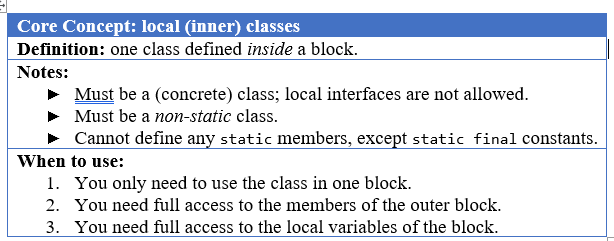 Core Concept: local (inner) classes
Definition: one class defined inside a block.
Notes:
► Must be a (concrete) class; local interfaces are not allowed.
► Must be a non-static class.
► Cannot define any static members, except static final constants.
When to use:
1. You only need to use the class in one block.
2. You need full access to the members of the outer block.
3. You need full access to the local variables of the block.